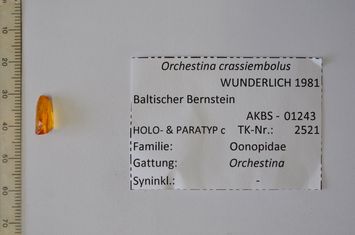 Orchestina crassiembolus
WUNDERLICH 1981
Baltischer Bernstein
AKBS - 01243
HOLO- & PARATYP c TK-Nr.: 2521
Familie: Oonopidae
Gattung: Orchestina
Syninkl.: -